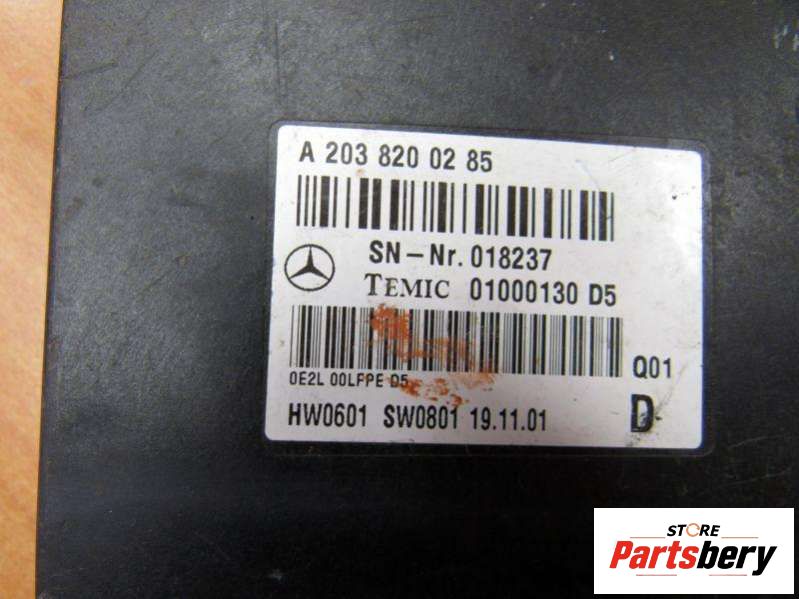 A 203 820 02 85
SN-Nr. 018237
TEMIC 01000130 D5
0E2L 00LFPE D5
Q01
HW0601 SW0801 19.11.01
D
STORE
Partsbery